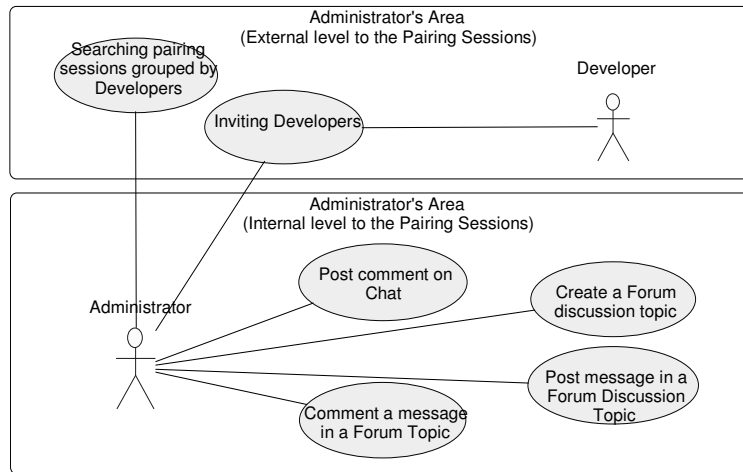 Administrator's Area
(External level to the Pairing Sessions)
Searching pairing
sessions grouped by
Developers
Developer
Inviting Developers
Administrator's Area
(Internal level to the Pairing Sessions)
Post comment on
Chat
Create a Forum
discussion topic
Administrator
Post message in a
Forum Discussion
Topic
Comment a message
in a Forum Topic